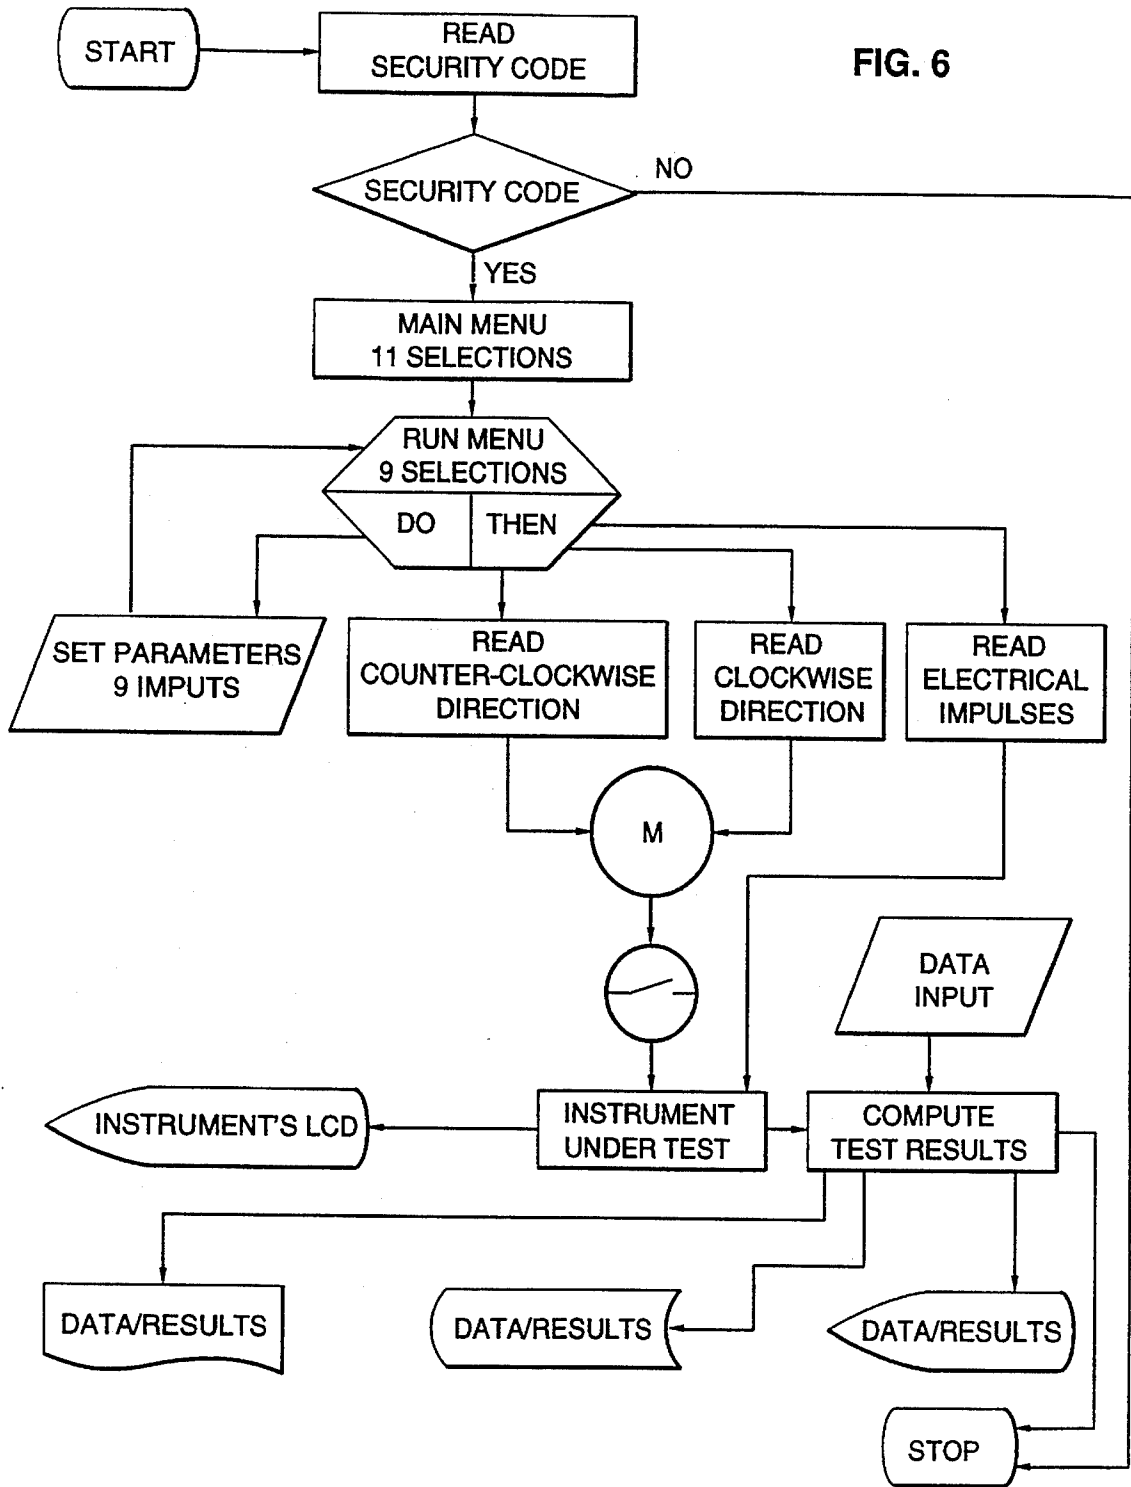 START
READ
SECURITY CODE
FIG. 6
SECURITY CODE
NO
YES
MAIN MENU
11 SELECTIONS
RUN MENU
9 SELECTIONS
DO
THEN
SET PARAMETERS
9 IMPUTS
READ
COUNTER-CLOCKWISE
DIRECTION
READ
CLOCKWISE
DIRECTION
READ
ELECTRICAL
IMPULSES
M
DATA
INPUT
INSTRUMENT'S LCD
INSTRUMENT
UNDER TEST
COMPUTE
TEST RESULTS
DATA/RESULTS
DATA/RESULTS
DATA/RESULTS
STOP